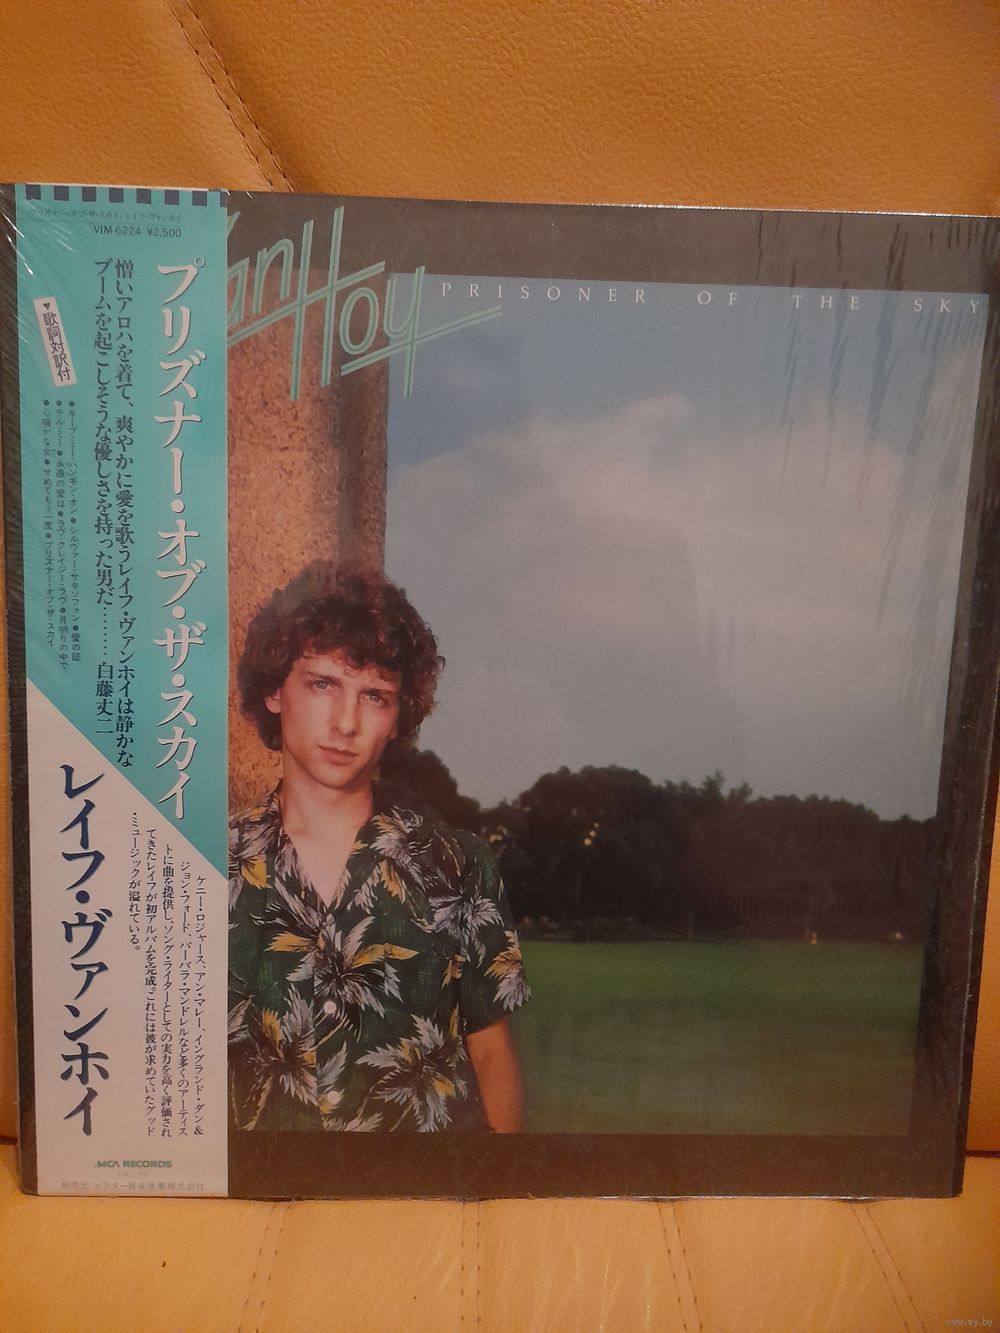 プリズナー・オブ・ザ・スカイ/レイフ・ヴァンホイ
VIM-6224 ¥2,500
プリズナー・オブ・ザ・スカイ
憎いアロハを着て、爽やかに愛を歌うレイフ・ヴァンホイは静かな
ブームを起こしそうな優しさを持った男だ………白藤丈二
▼歌詞対訳付
●キープ・ミー・ハンギン・オン●シルヴァー・サキソフォン●愛の証
●テル・ミー●永遠の愛は●ラヴ・クレイジー・ラヴ●月明りの中で
●心暖かな女●せめてもう一度●プリズナー・オブ・ザ・スカイ
レイフ・ヴァンホイ
ケニー・ロジャース、アン・マレー、イングランド・ダン&
ジョン・フォード、バーバラ・マンドレルなど多くのアーティス
トに曲を提供し、ソング・ライターとしての実力を高く評価され
てきたレイフが初アルバムを完成。これには彼が求めていたグッド
・ミュージックが溢れている。
MCA RECORDS
発売元:ビクター音楽産業株式会社
VanHoy
PRISONER OF THE SKY
www.ay.by